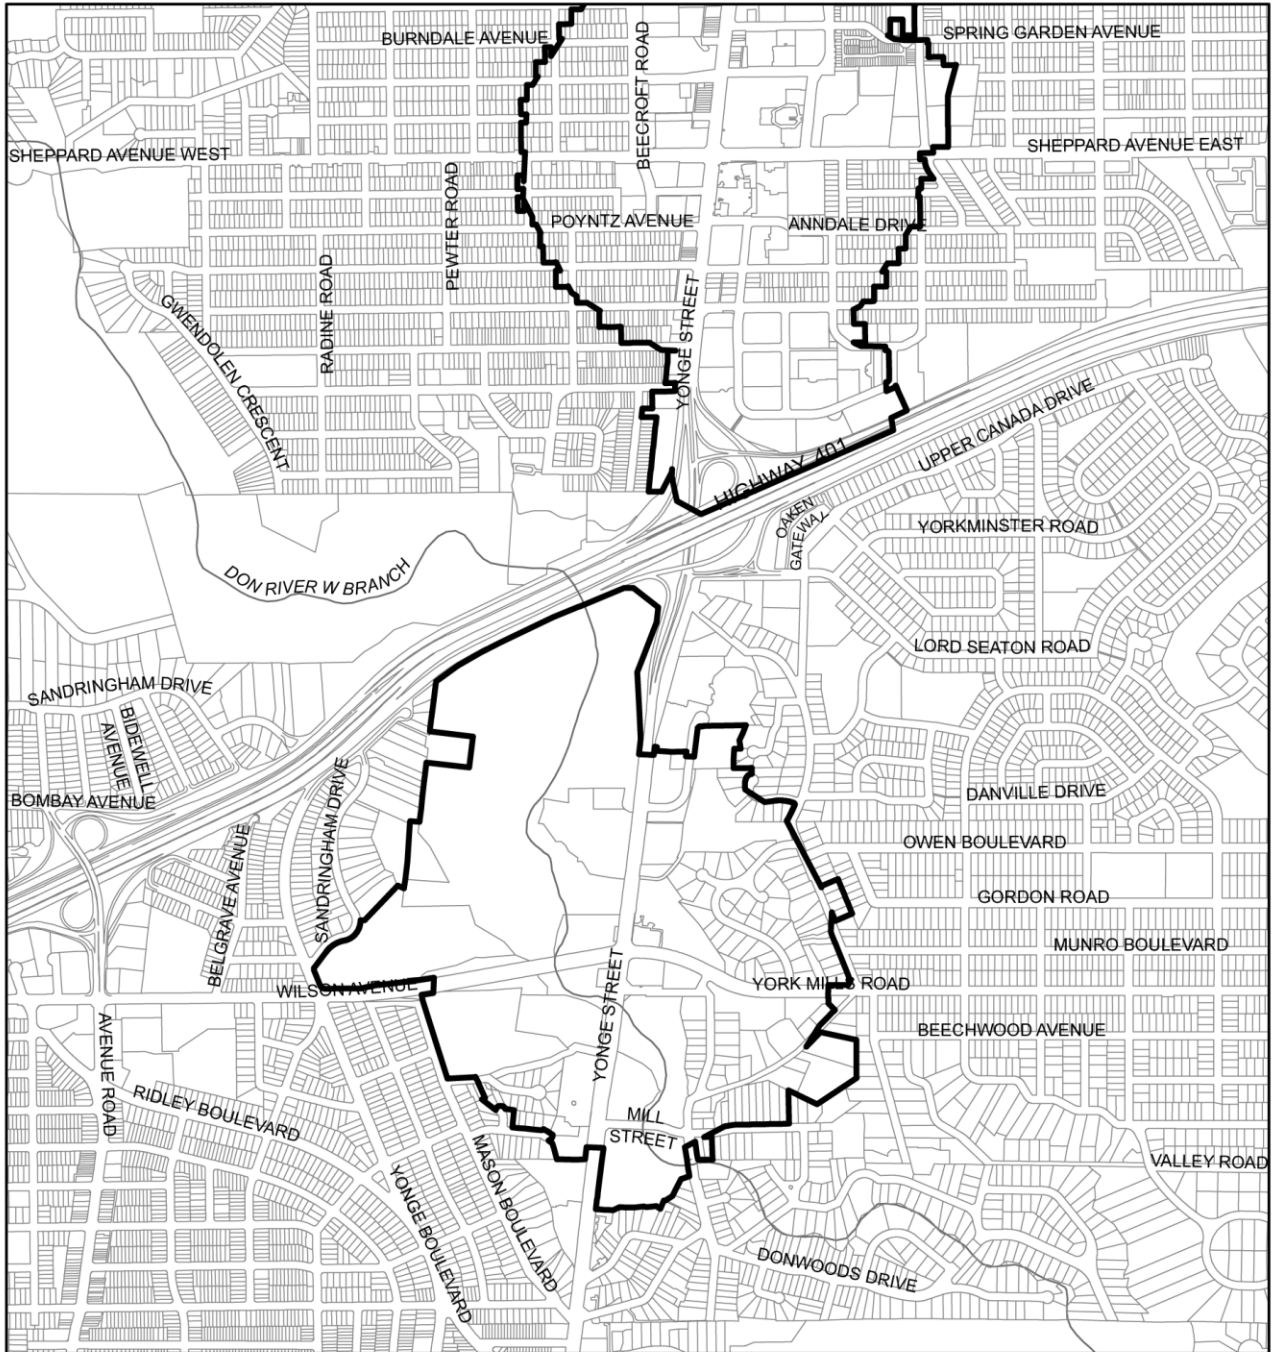 BURNDALE AVENUE
BEECROFT ROAD
SPRING GARDEN AVENUE
SHEPPARD AVENUE WEST
SHEPPARD AVENUE EAST
PEWTER ROAD
POYNTZ AVENUE
ANNDALE DRIVE
RADINE ROAD
GWENDOLEN CRESCENT
YONGE STREET
UPPER CANADA DRIVE
HIGHWAY 401
OAKEN
GATEWAY
YORKMINSTER ROAD
DON RIVER W BRANCH
LORD SEATON ROAD
SANDRINGHAM DRIVE
BIDEWELL
AVENUE
BOMBAY AVENUE
SANDRINGHAM DRIVE
DANVILLE DRIVE
OWEN BOULEVARD
BELGRAVE AVENUE
GORDON ROAD
MUNRO BOULEVARD
WILSON AVENUE
YORK MILLS ROAD
YONGE STREET
BEECHWOOD AVENUE
AVENUE ROAD
RIDLEY BOULEVARD
MILL
STREET
MASON BOULEVARD
YONGE BOULEVARD
VALLEY ROAD
DONWOODS DRIVE